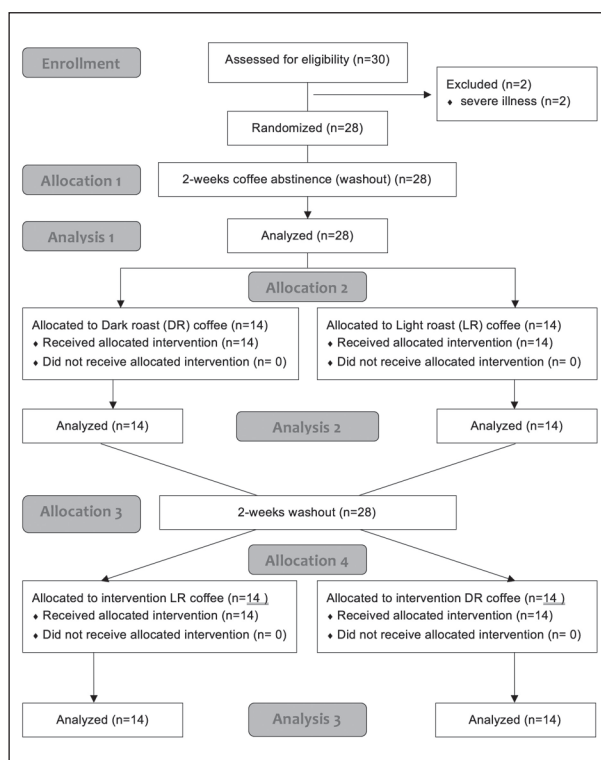 Enrollment
Assessed for eligibility (n=30)
Excluded (n=2)
♦ severe illness (n=2)
Randomized (n=28)
Allocation 1
2-weeks coffee abstinence (washout) (n=28)
Analysis 1
Analyzed (n=28)
Allocation 2
Allocated to Dark roast (DR) coffee (n=14)
♦ Received allocated intervention (n=14)
♦ Did not receive allocated intervention (n= 0)
Allocated to Light roast (LR) coffee (n=14)
♦ Received allocated intervention (n=14)
♦ Did not receive allocated intervention (n= 0)
Analyzed (n=14)
Analysis 2
Analyzed (n=14)
Allocation 3
2-weeks washout (n=28)
Allocation 4
Allocated to intervention LR coffee (n=14 )
♦ Received allocated intervention (n=14)
♦ Did not receive allocated intervention (n= 0)
Allocated to intervention DR coffee (n=14 )
♦ Received allocated intervention (n=14)
♦ Did not receive allocated intervention (n= 0)
Analyzed (n=14)
Analysis 3
Analyzed (n=14)